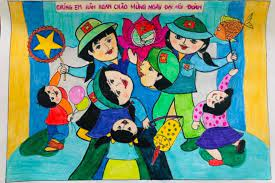 CHÚNG EM HÂN HOAN CHÀO MỪNG NGÀY ĐẠI HỘI ĐOÀN